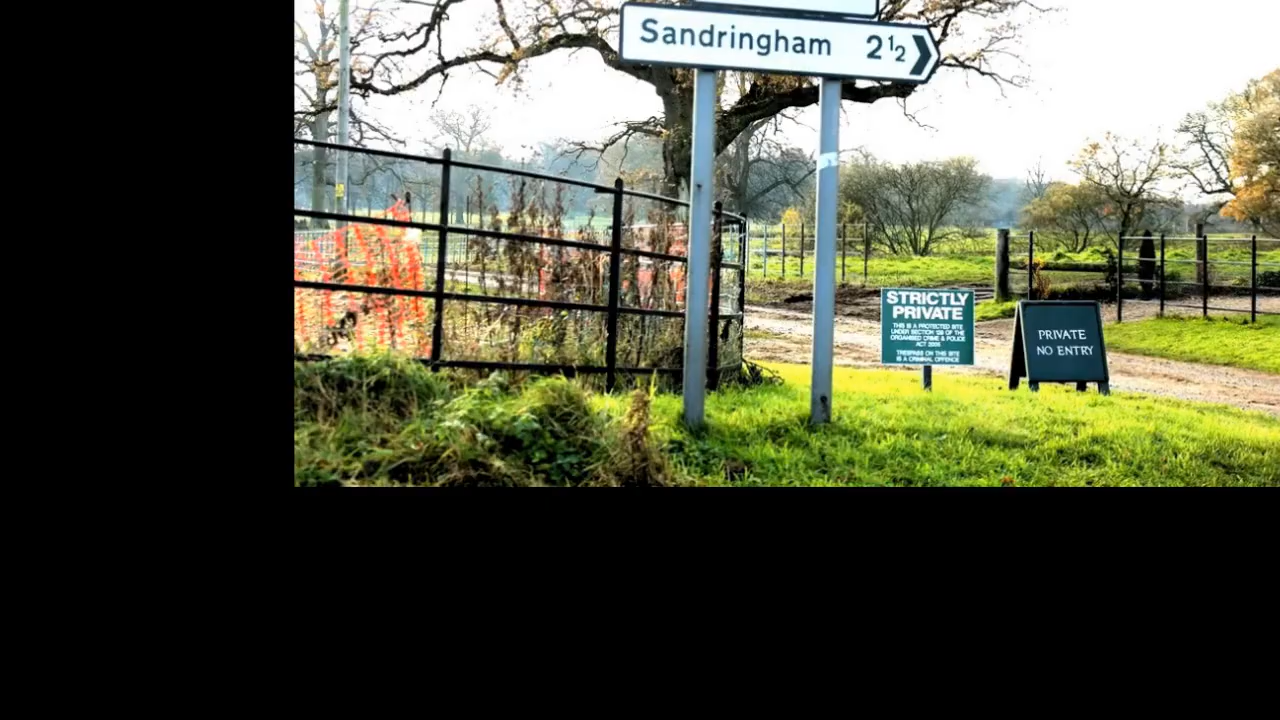 Sandringham 2½
STRICTLY
PRIVATE
THIS IS A PROTECTED SITE
UNDER SECTION 128 OF THE
ORGANISED CRIME & POLICE
ACT 2005
TRESPASS ON THIS SITE
IS A CRIMINAL OFFENCE
PRIVATE
NO ENTRY